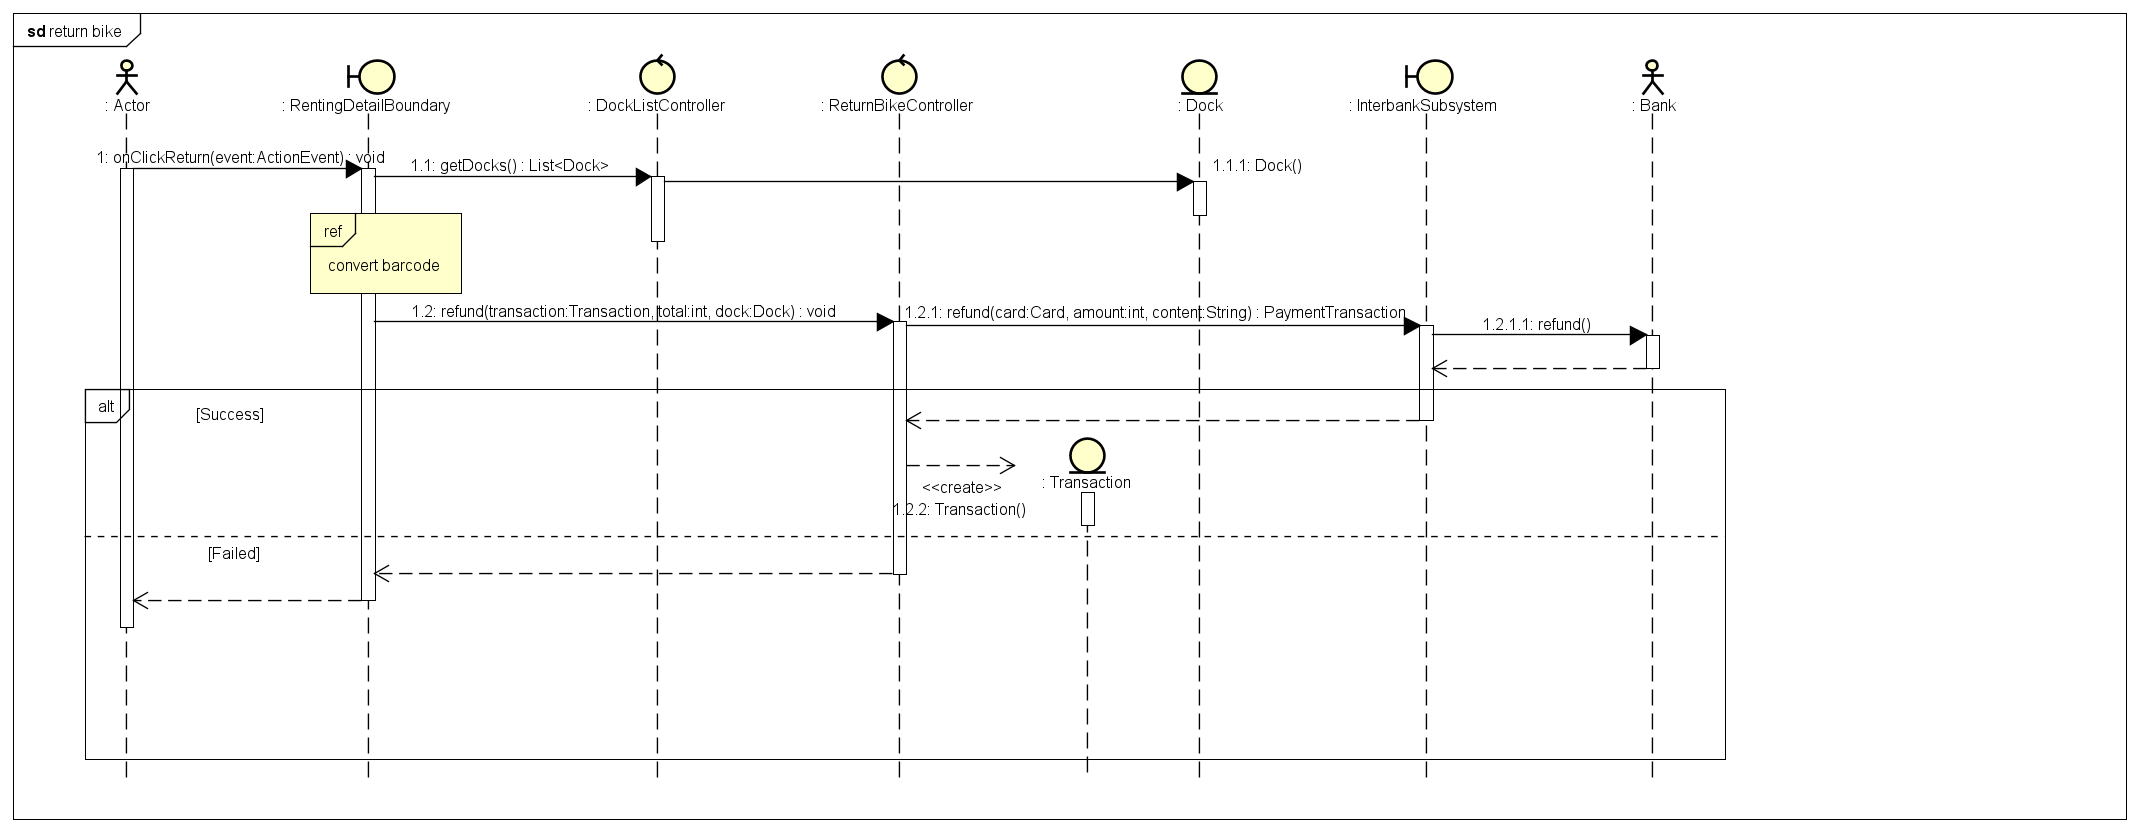 sd return bike
: Actor
: RentingDetailBoundary
: DockListController
: ReturnBikeController
: Dock
: InterbankSubsystem
: Bank
1: onClickReturn(event:ActionEvent) : void
1.1: getDocks() : List<Dock>
1.1.1: Dock()
ref
convert barcode
1.2: refund(transaction:Transaction, total:int, dock:Dock) : void
1.2.1: refund(card:Card, amount:int, content:String) : PaymentTransaction
1.2.1.1: refund()
alt
[Success]
: Transaction
<<create>>
1.2.2: Transaction()
[Failed]